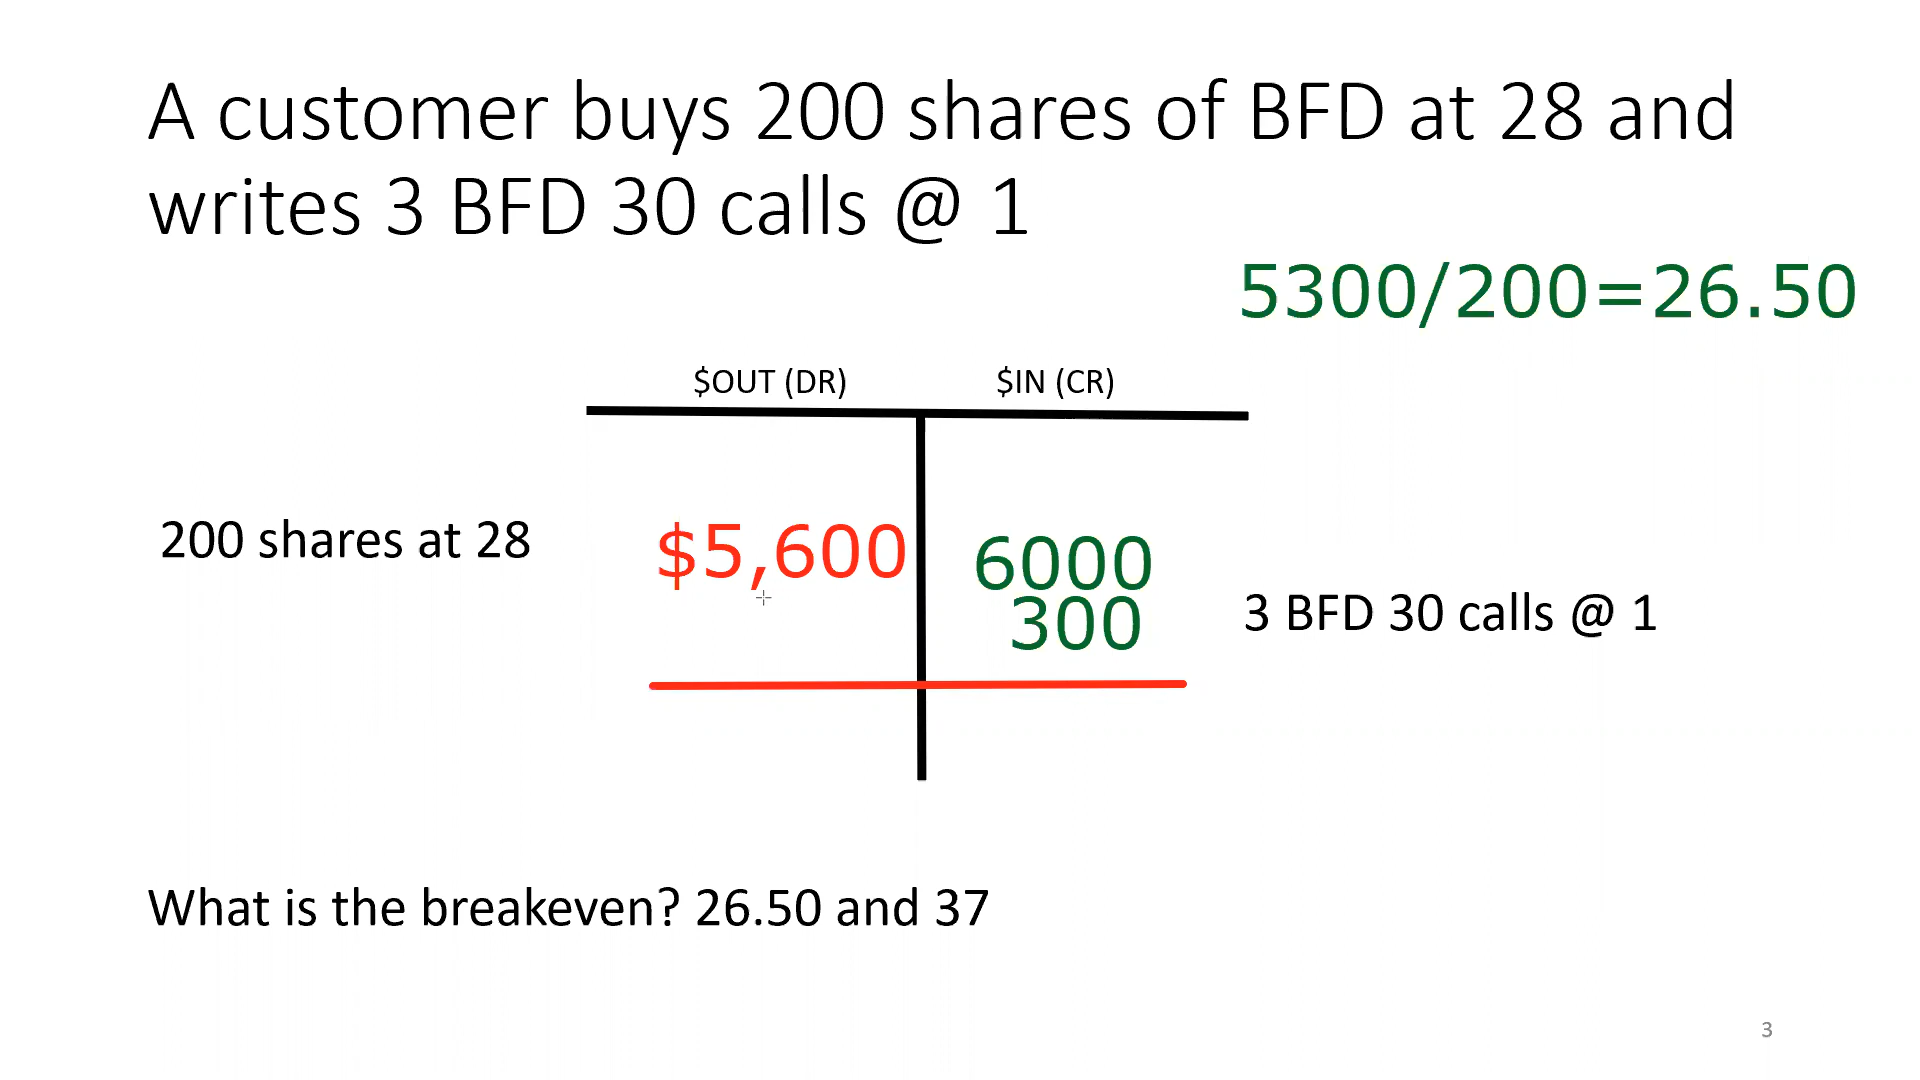 A customer buys 200 shares of BFD at 28 and
writes 3 BFD 30 calls @ 1
5300/200=26.50
$OUT (DR)
$IN (CR)
200 shares at 28
$5,600
6000
300
3 BFD 30 calls @ 1
What is the breakeven? 26.50 and 37
3